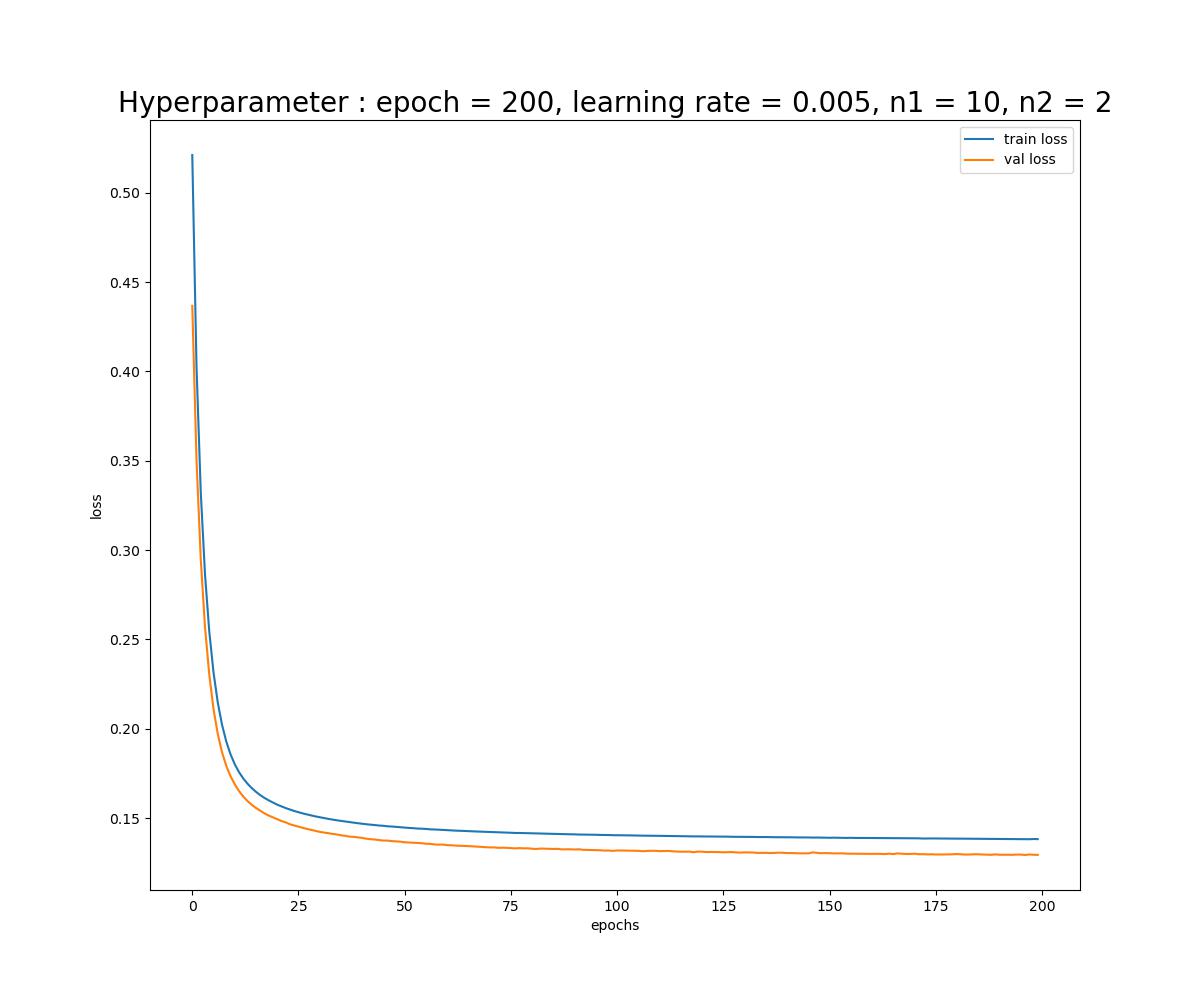 Hyperparameter : epoch = 200, learning rate = 0.005, n1 = 10, n2 = 2
train loss
val loss
0.50
0.45
0.40
0.35
0.30
0.25
0.20
0.15
loss
0 25 50 75 100 125 150 175 200
epochs